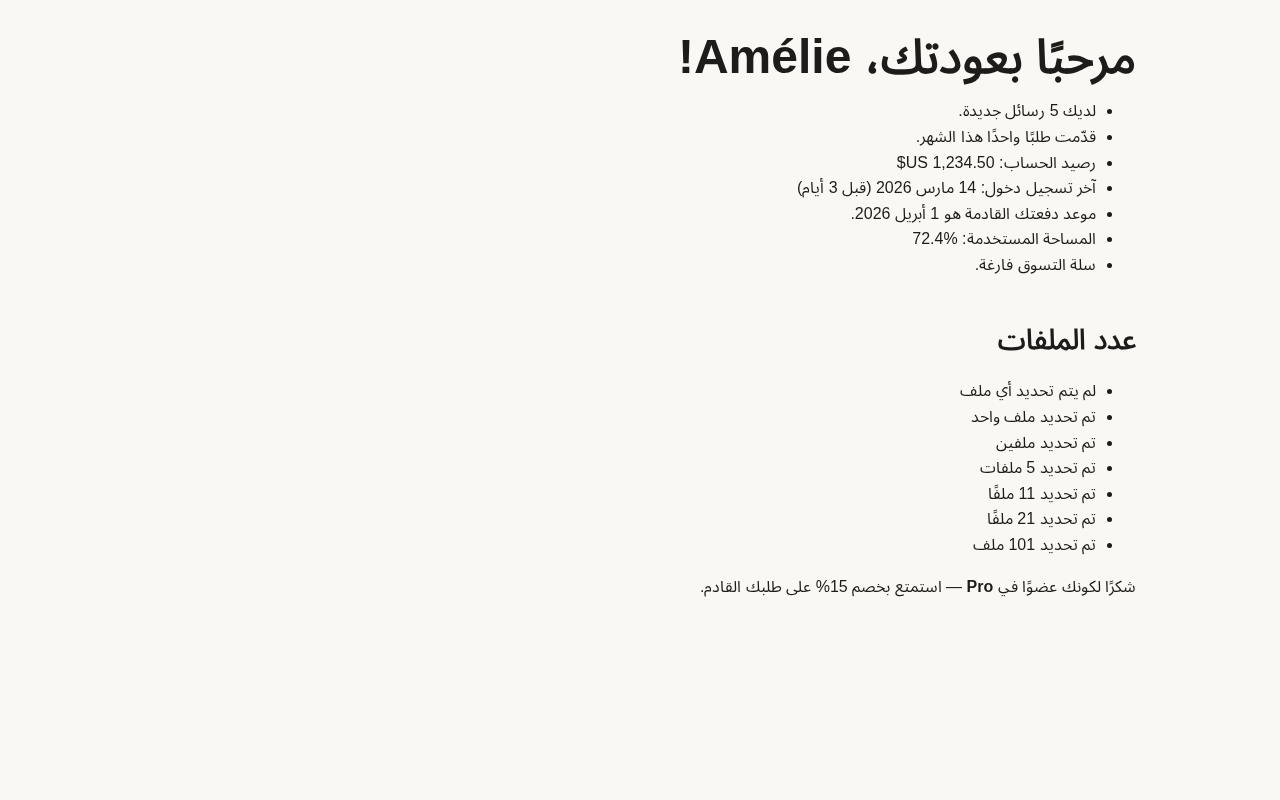 مرحبًا بعودتك، Amélie!
لديك 5 رسائل جديدة.
قدّمت طلبًا واحدًا هذا الشهر.
رصيد الحساب: US 1,234.50$
آخر تسجيل دخول: 14 مارس 2026 (قبل 3 أيام)
موعد دفعتك القادمة هو 1 أبريل 2026.
المساحة المستخدمة: 72.4%
سلة التسوق فارغة.
عدد الملفات
لم يتم تحديد أي ملف
تم تحديد ملف واحد
تم تحديد ملفين
تم تحديد 5 ملفات
تم تحديد 11 ملفًا
تم تحديد 21 ملفًا
تم تحديد 101 ملف
شكرًا لكونك عضوًا في Pro — استمتع بخصم 15% على طلبك القادم.